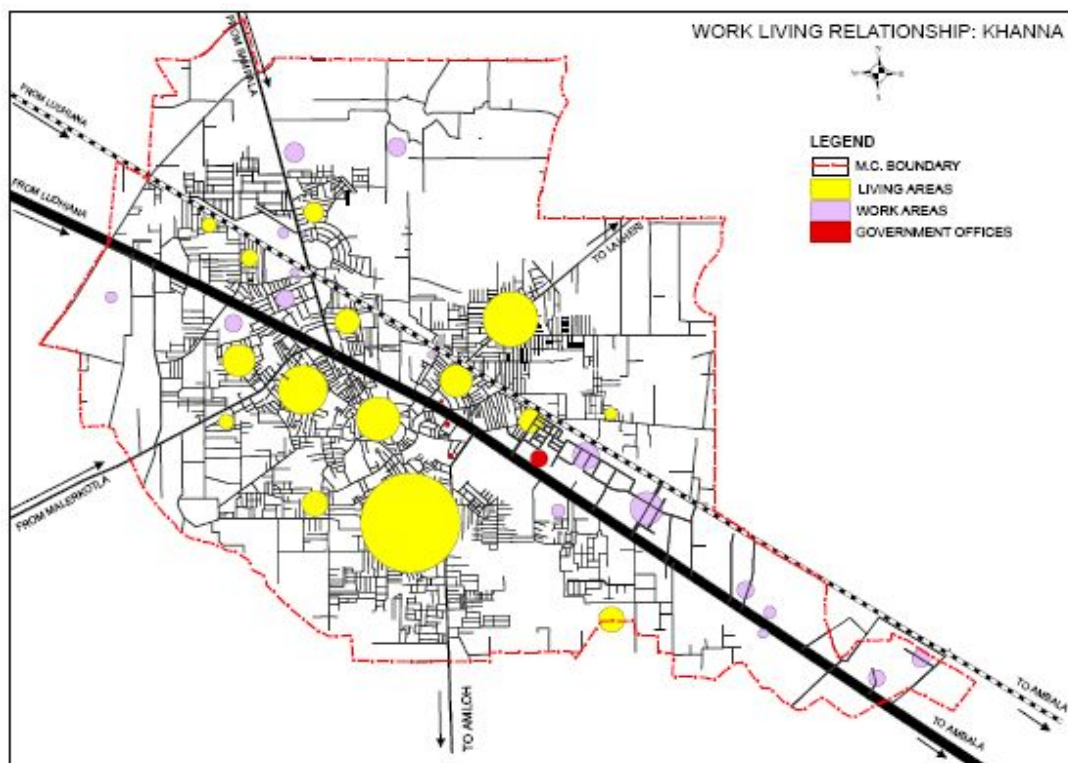 WORK LIVING RELATIONSHIP: KHANNA
N
W
E
S
LEGEND
M.C. BOUNDARY
LIVING AREAS
WORK AREAS
GOVERNMENT OFFICES
FROM LUDHIANA
FROM LUDHIANA
FROM MALERKOTLA
TO AMLOH
TO AMBALA
TO AMBALA